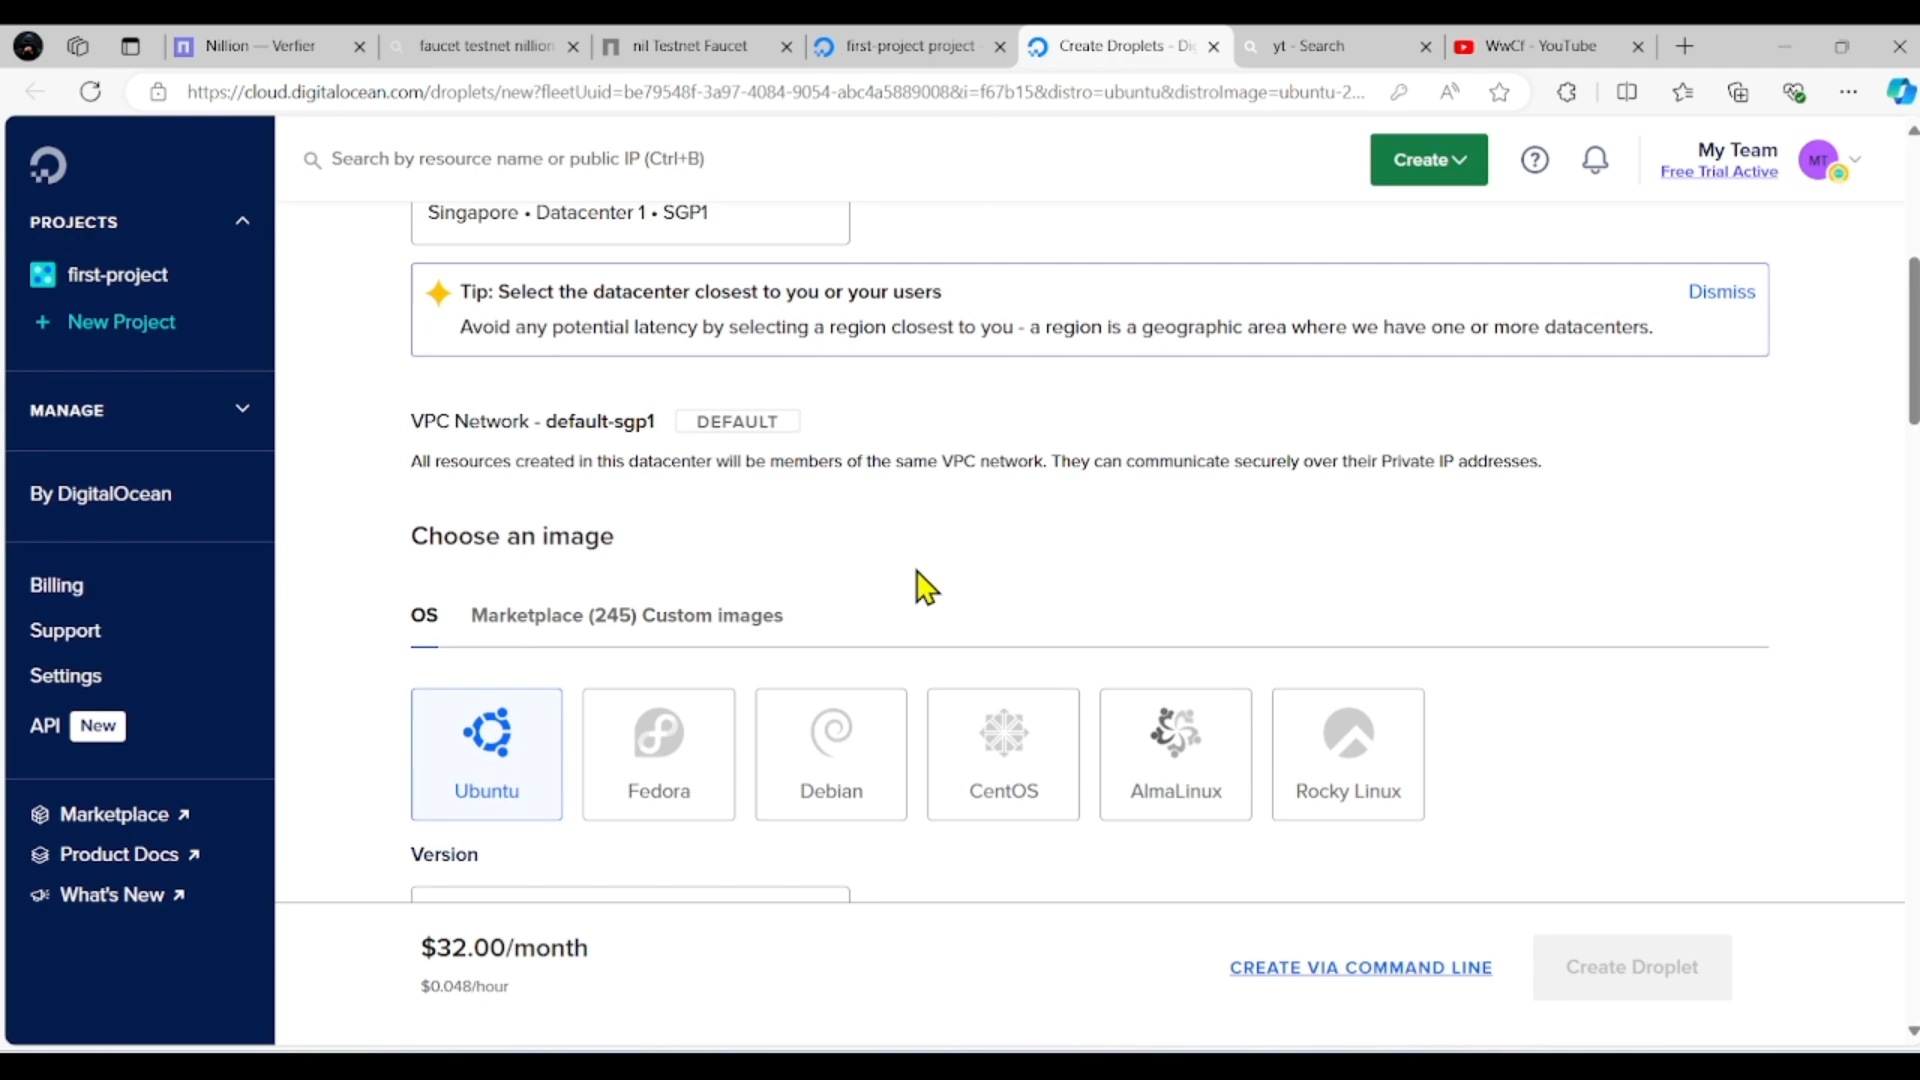 Nillion — Verfier
faucet testnet nillion
nil Testnet Faucet
first-project project
Create Droplets - Di
yt - Search
WwCf - YouTube
https://cloud.digitalocean.com/droplets/new?fleetUuid=be79548f-3a97-4084-9054-abc4a5889008&i=f67b15&distro=ubuntu&distroImage=ubuntu-2...
Search by resource name or public IP (Ctrl+B)
Create
My Team
Free Trial Active
MT
PROJECTS
first-project
+ New Project
MANAGE
By DigitalOcean
Billing
Support
Settings
API New
Marketplace
Product Docs
What's New
Singapore • Datacenter 1 • SGP1
Tip: Select the datacenter closest to you or your users
Dismiss
Avoid any potential latency by selecting a region closest to you - a region is a geographic area where we have one or more datacenters.
VPC Network - default-sgp1 DEFAULT
All resources created in this datacenter will be members of the same VPC network. They can communicate securely over their Private IP addresses.
Choose an image
OS Marketplace (245) Custom images
Ubuntu
Fedora
Debian
CentOS
AlmaLinux
Rocky Linux
Version
$32.00/month
$0.048/hour
CREATE VIA COMMAND LINE
Create Droplet